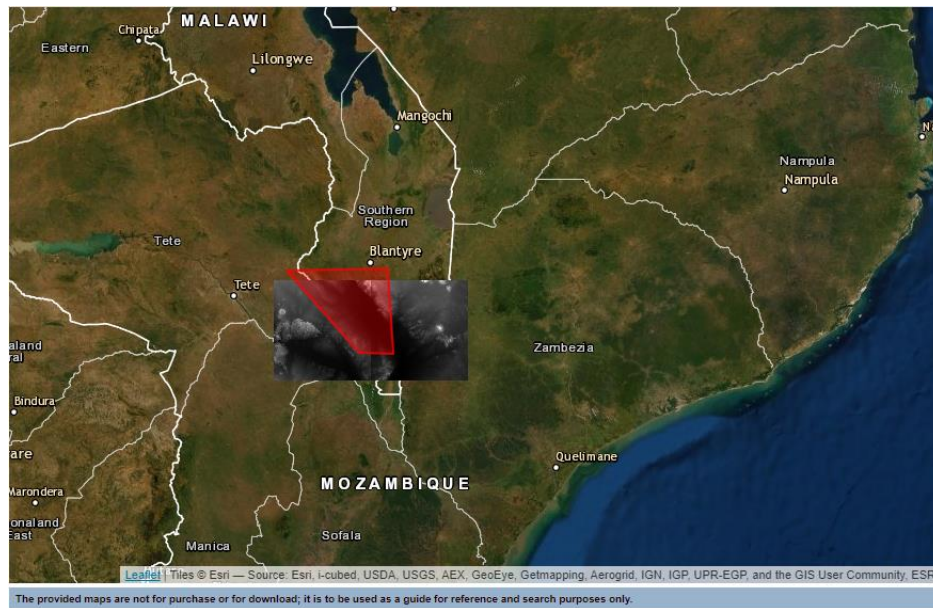 MALAWI
Chipata
Eastern
Lilongwe
Mangochi
Nampula
Nampula
Southern
Region
Tete
Blantyre
Tete
Zambezia
Bindura
Quelimane
Marondera
MOZAMBIQUE
East
Manica
Sofala
Leaflet | Tiles © Esri — Source: Esri, i-cubed, USDA, USGS, AEX, GeoEye, Getmapping, Aerogrid, IGN, IGP, UPR-EGP, and the GIS User Community, ESR
The provided maps are not for purchase or for download; it is to be used as a guide for reference and search purposes only.